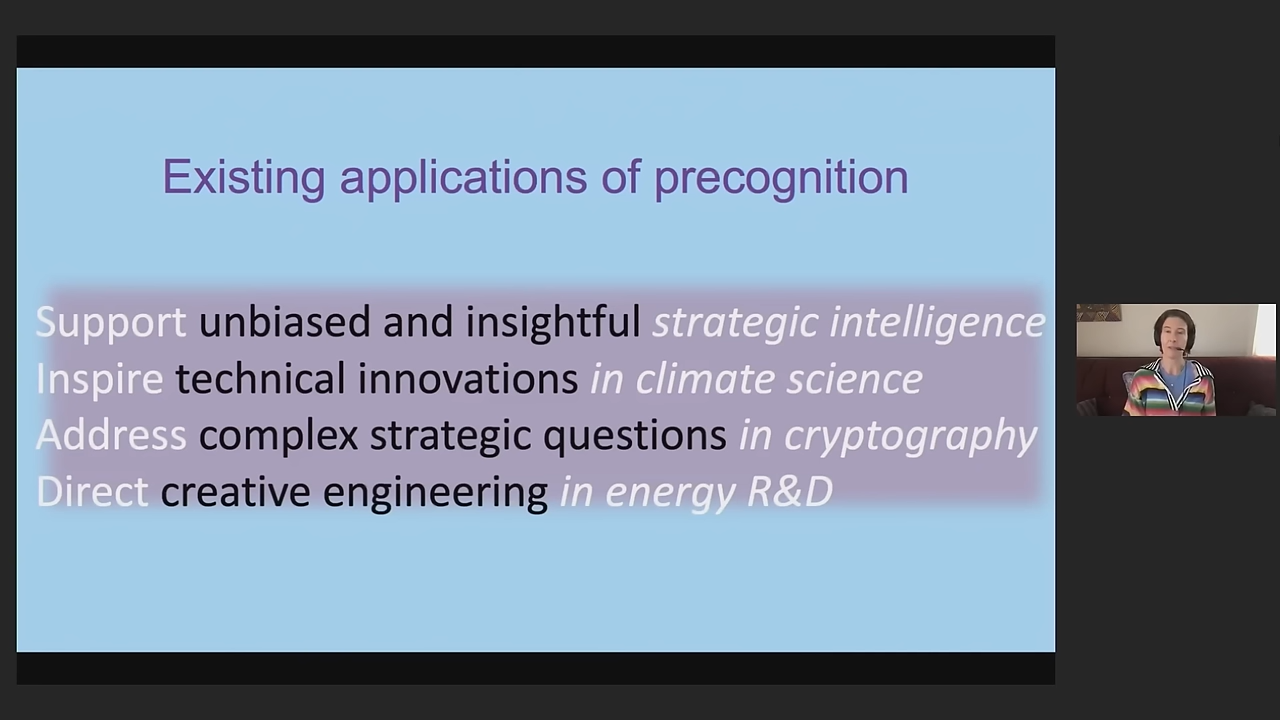 Existing applications of precognition
Support unbiased and insightful strategic intelligence
Inspire technical innovations in climate science
Address complex strategic questions in cryptography
Direct creative engineering in energy R&D